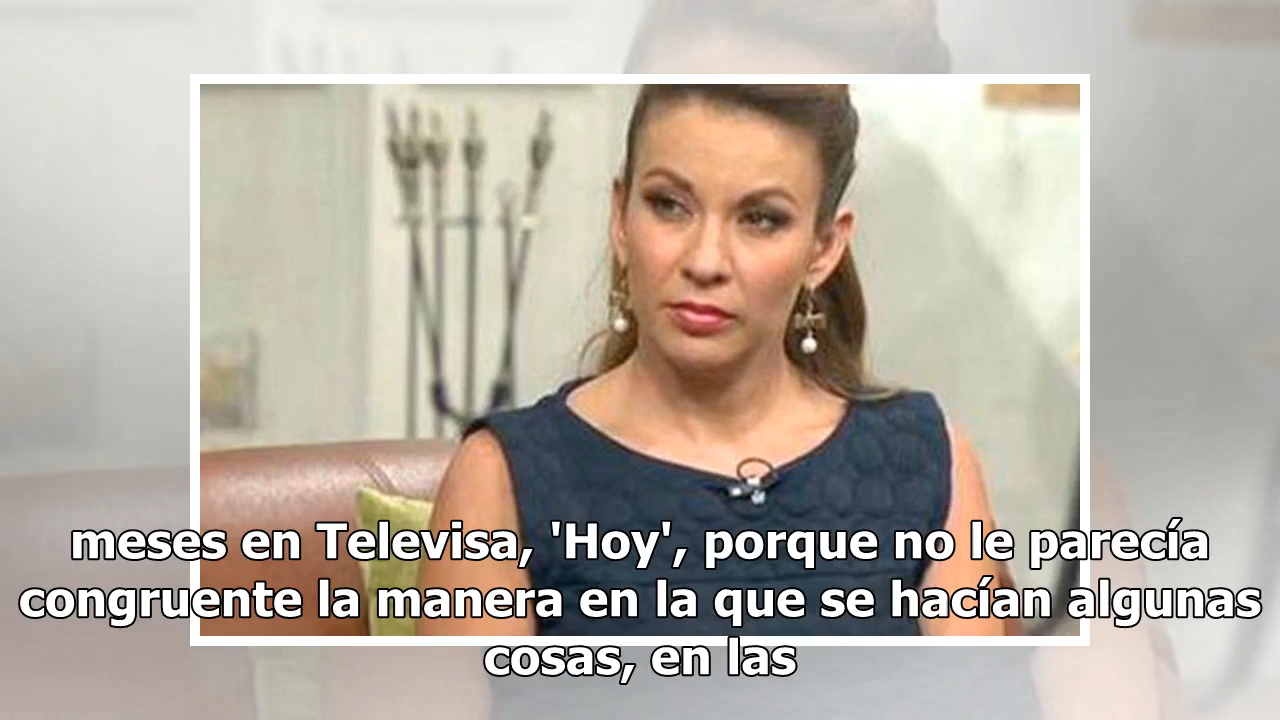 meses en Televisa, 'Hoy', porque no le parecía
congruente la manera en la que se hacían algunas
cosas, en las